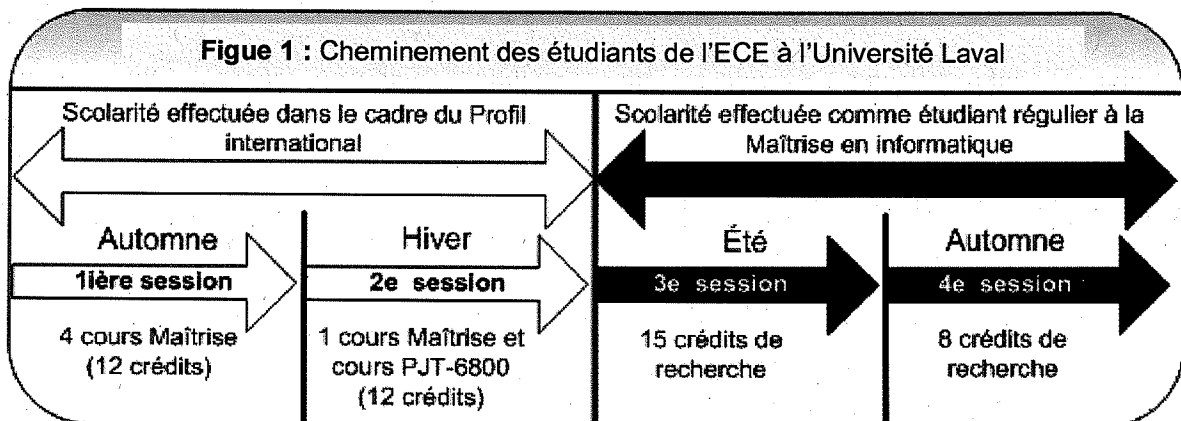 Figue 1 : Cheminement des étudiants de l'ECE à l'Université Laval
Scolarité effectuée dans le cadre du Profil
international
Scolarité effectuée comme étudiant régulier à la
Maîtrise en informatique
Automne
1ière session
4 cours Maîtrise
(12 crédits)
Hiver
2e session
1 cours Maîtrise et
cours PJT-6800
(12 crédits)
Été
3e session
15 crédits de
recherche
Automne
4e session
8 crédits de
recherche